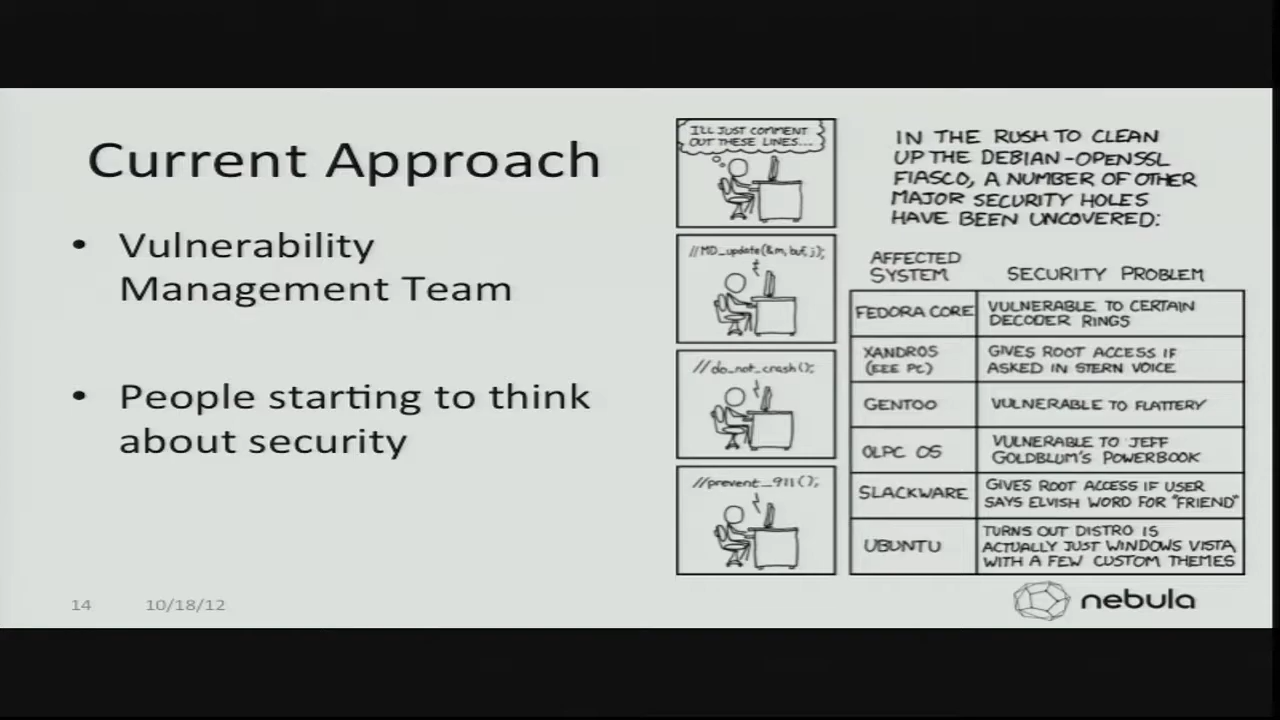 Current Approach
• Vulnerability
Management Team
• People starting to think
about security
I'LL JUST COMMENT
OUT THESE LINES...
//MD_update(&m, buf, j);
//do_not_crash();
//prevent_911();
IN THE RUSH TO CLEAN
UP THE DEBIAN-OPENSSL
FIASCO, A NUMBER OF OTHER
MAJOR SECURITY HOLES
HAVE BEEN UNCOVERED:
AFFECTED
SYSTEM
SECURITY PROBLEM
FEDORA CORE
VULNERABLE TO CERTAIN
DECODER RINGS
XANDROS
(EEE PC)
GIVES ROOT ACCESS IF
ASKED IN STERN VOICE
GENTOO
VULNERABLE TO FLATTERY
OLPC OS
VULNERABLE TO JEFF
GOLDBLUM'S POWERBOOK
SLACKWARE
GIVES ROOT ACCESS IF USER
SAYS ELVISH WORD FOR "FRIEND"
UBUNTU
TURNS OUT DISTRO IS
ACTUALLY JUST WINDOWS VISTA
WITH A FEW CUSTOM THEMES
14 10/18/12
nebula